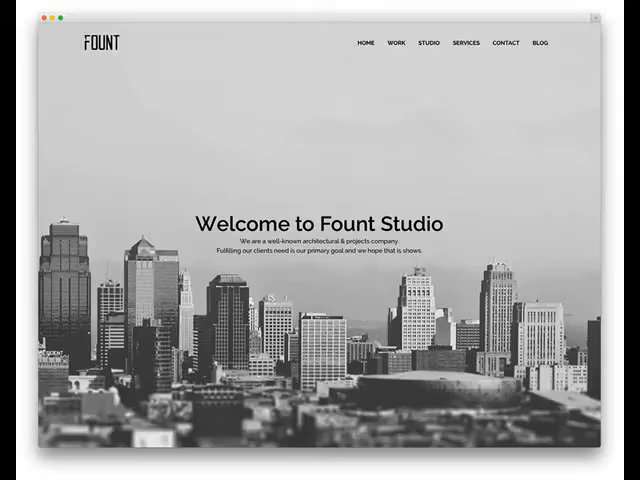 FOUNT
HOME WORK STUDIO SERVICES CONTACT BLOG
Welcome to Fount Studio
We are a well-known architectural & projects company.
Fulfilling our clients need is our primary goal and we hope that is shows.